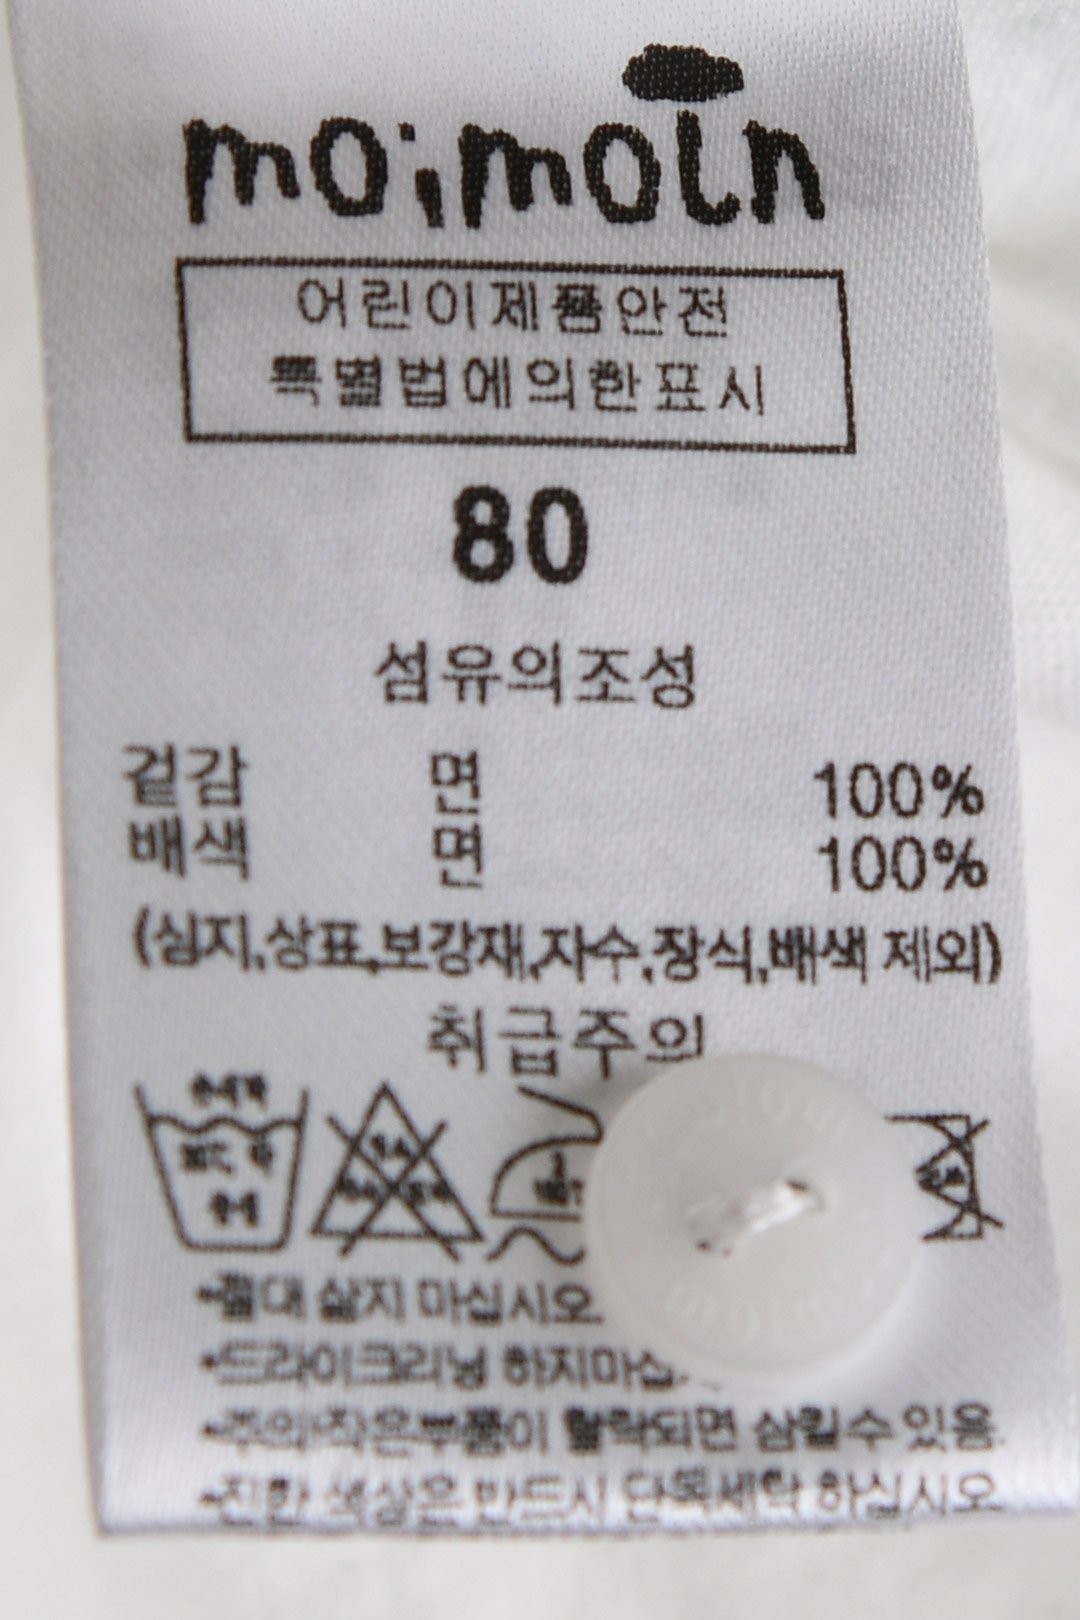 moimoln
어린이제품안전
특별법에의한표시
80
섬유의조성
겉감 면 100%
배색 면 100%
(심지,상표,보강재,자수,장식,배색 제외)
취급주의
손세탁
중성
•절대 삶지 마십시오
•드라이크리닝 하지마십
•주의:작은부품이 탈락되면 삼킬수 있음.
•진한 색상은 반드시 단독세탁 하십시오